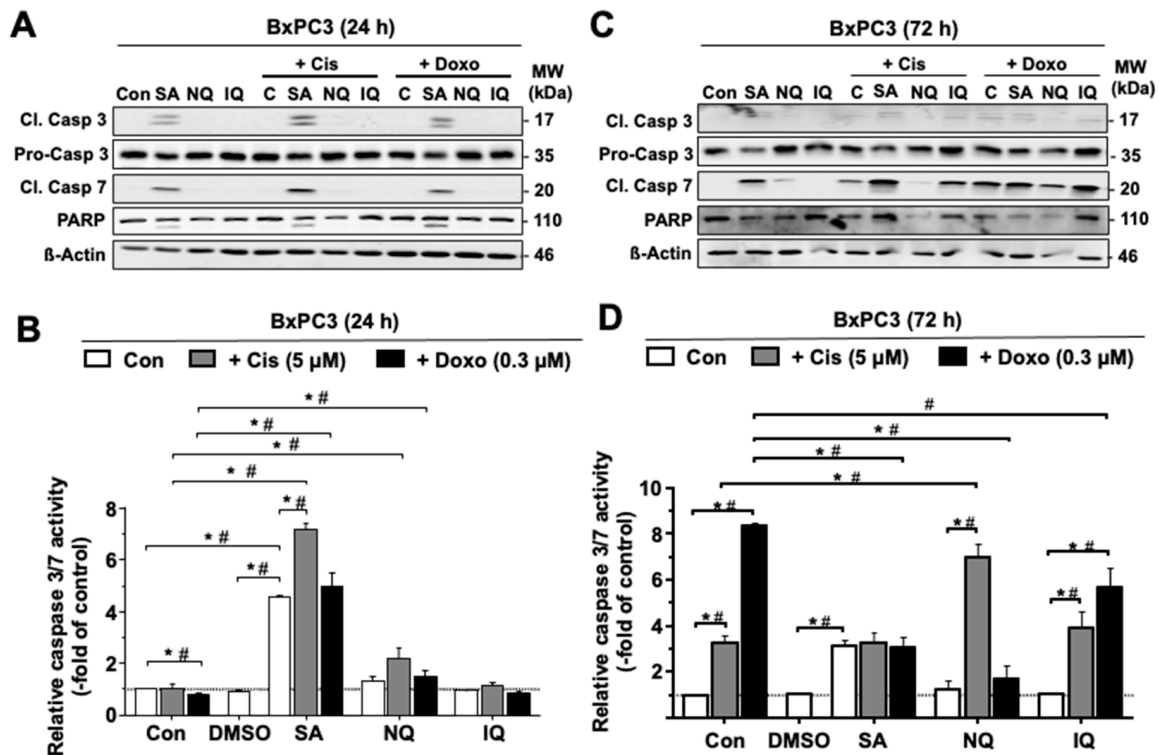 A
BxPC3 (24 h)
+ Cis + Doxo MW
Con SA NQ IQ C SA NQ IQ C SA NQ IQ (kDa)
Cl. Casp 3 - 17
Pro-Casp 3 - 35
Cl. Casp 7 - 20
PARP 110
ß-Actin - 46
B
BxPC3 (24 h)
Con + Cis (5 µM) + Doxo (0.3 µM)
* #
* #
* #
* #
* #
* #
* #
* #
Relative caspase 3/7 activity
(-fold of control)
8
6
4
2
1
0
Con DMSO SA NQ IQ
C
BxPC3 (72 h)
+ Cis + Doxo MW
Con SA NQ IQ C SA NQ IQ C SA NQ IQ (kDa)
Cl. Casp 3 - 17
Pro-Casp 3 - 35
Cl. Casp 7 - 20
PARP 110
ß-Actin - 46
D
BxPC3 (72 h)
Con + Cis (5 µM) + Doxo (0.3 µM)
#
* #
* #
* #
* #
* #
* #
* #
* #
* #
Relative caspase 3/7 activity
(-fold of control)
10
8
6
4
2
1
0
Con DMSO SA NQ IQ